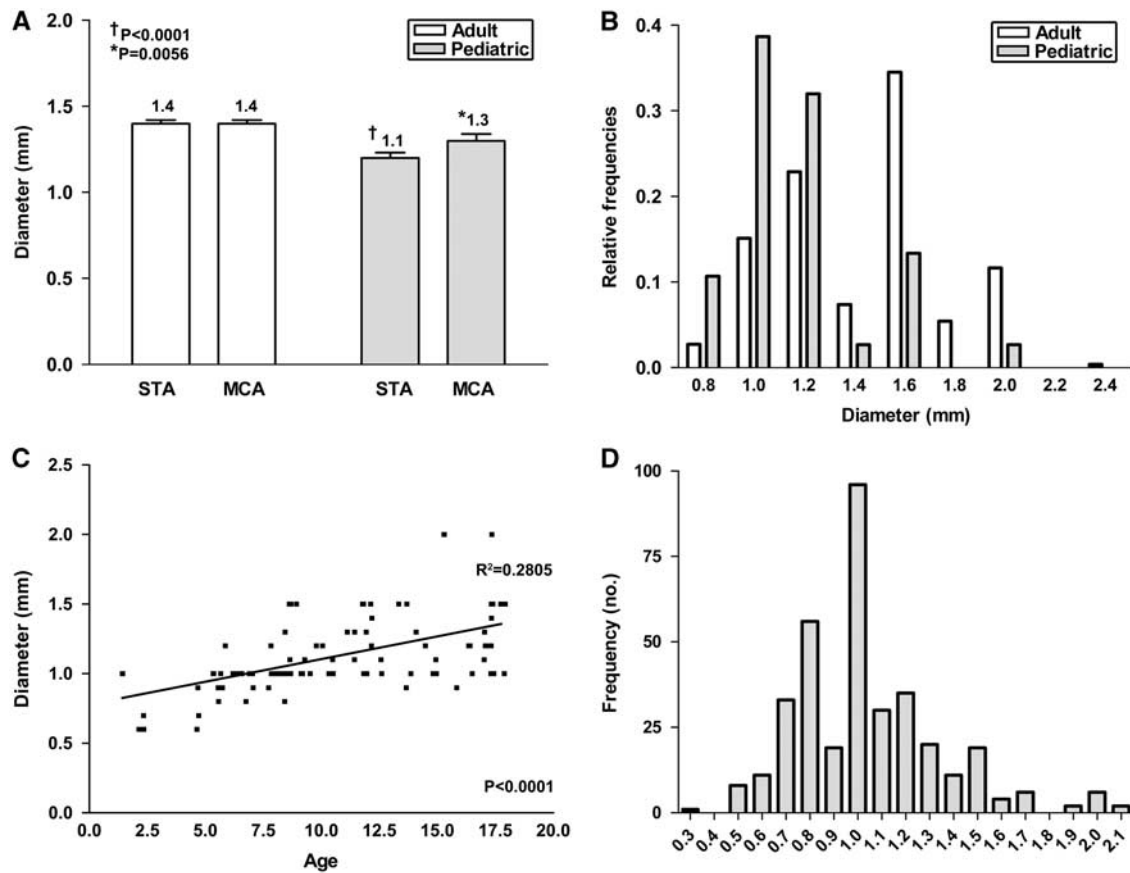 A
2.0
1.5
1.0
0.5
0.0
Diameter (mm)
†P<0.0001
*P=0.0056
Adult
Pediatric
1.4
1.4
†
1.1
*1.3
STA
MCA
STA
MCA
B
0.4
0.3
0.2
0.1
0.0
Relative frequencies
Adult
Pediatric
0.8 1.0 1.2 1.4 1.6 1.8 2.0 2.2 2.4
Diameter (mm)
C
2.5
2.0
1.5
1.0
0.5
0.0
Diameter (mm)
R²=0.2805
P<0.0001
0.0 2.5 5.0 7.5 10.0 12.5 15.0 17.5 20.0
Age
D
100
75
50
25
0
Frequency (no.)
0.3 0.4 0.5 0.6 0.7 0.8 0.9 1.0 1.1 1.2 1.3 1.4 1.5 1.6 1.7 1.8 1.9 2.0 2.1